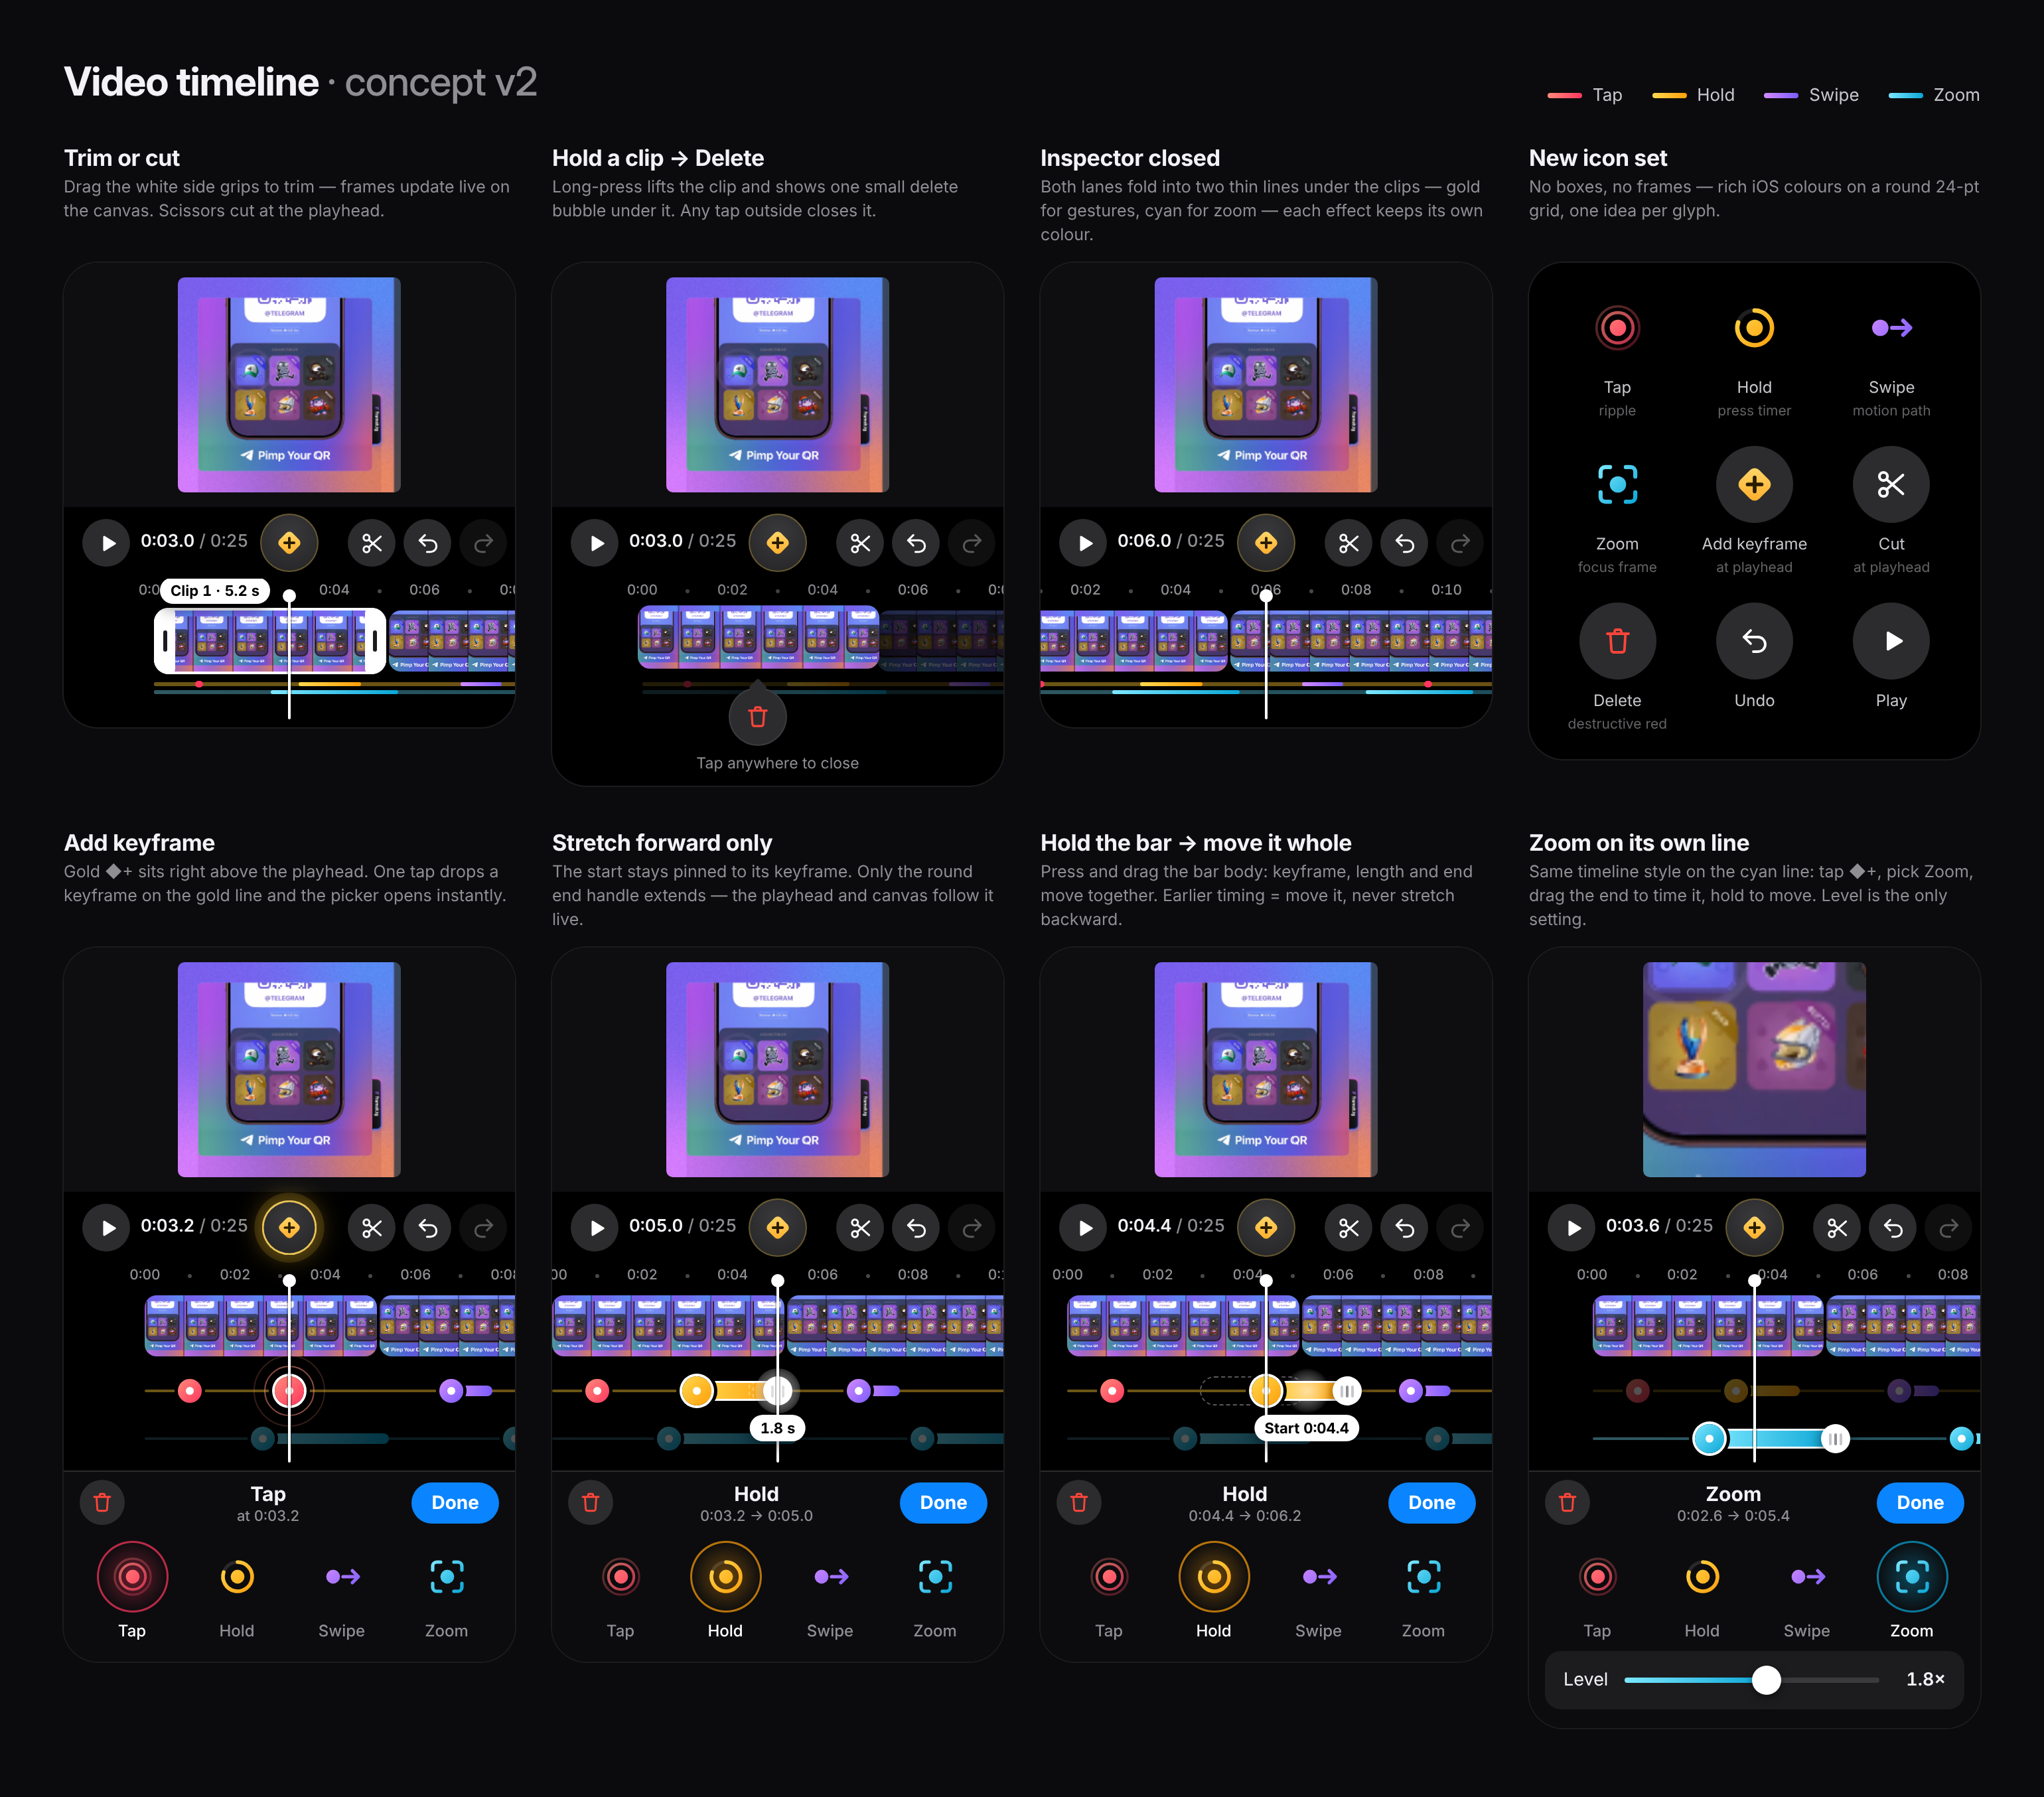 Video timeline · concept v2
Tap
Hold
Swipe
Zoom
Trim or cut
Drag the white side grips to trim — frames update live on
the canvas. Scissors cut at the playhead.
@TELEGRAM
Pimp Your QR
0:03.0 / 0:25
Clip 1 · 5.2 s
0:04
0:06
Hold a clip → Delete
Long-press lifts the clip and shows one small delete
bubble under it. Any tap outside closes it.
@TELEGRAM
Pimp Your QR
0:03.0 / 0:25
0:00
0:02
0:04
0:06
Tap anywhere to close
Inspector closed
Both lanes fold into two thin lines under the clips — gold
for gestures, cyan for zoom — each effect keeps its own
colour.
@TELEGRAM
Pimp Your QR
0:06.0 / 0:25
0:02
0:04
0:06
0:08
0:10
New icon set
No boxes, no frames — rich iOS colours on a round 24-pt
grid, one idea per glyph.
Tap
ripple
Hold
press timer
Swipe
motion path
Zoom
focus frame
Add keyframe
at playhead
Cut
at playhead
Delete
destructive red
Undo
Play
Add keyframe
Gold ◆+ sits right above the playhead. One tap drops a
keyframe on the gold line and the picker opens instantly.
@TELEGRAM
Pimp Your QR
0:03.2 / 0:25
0:00
0:02
0:04
0:06
Tap
at 0:03.2
Done
Tap
Hold
Swipe
Zoom
Stretch forward only
The start stays pinned to its keyframe. Only the round
end handle extends — the playhead and canvas follow it
live.
@TELEGRAM
Pimp Your QR
0:05.0 / 0:25
0:02
0:04
0:06
0:08
1.8 s
Hold
0:03.2 → 0:05.0
Done
Tap
Hold
Swipe
Zoom
Hold the bar → move it whole
Press and drag the bar body: keyframe, length and end
move together. Earlier timing = move it, never stretch
backward.
@TELEGRAM
Pimp Your QR
0:04.4 / 0:25
0:00
0:02
0:04
0:06
0:08
Start 0:04.4
Hold
0:04.4 → 0:06.2
Done
Tap
Hold
Swipe
Zoom
Zoom on its own line
Same timeline style on the cyan line: tap ◆+, pick Zoom,
drag the end to time it, hold to move. Level is the only
setting.
0:03.6 / 0:25
0:00
0:02
0:04
0:06
0:08
Zoom
0:02.6 → 0:05.4
Done
Tap
Hold
Swipe
Zoom
Level
1.8×